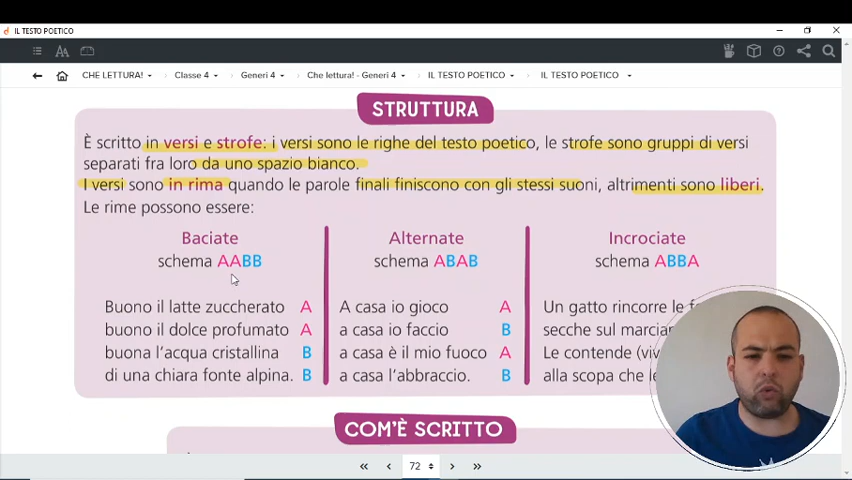 IL TESTO POETICO
CHE LETTURA!
Classe 4
Generi 4
Che lettura! - Generi 4
IL TESTO POETICO
IL TESTO POETICO
STRUTTURA
È scritto in versi e strofe: i versi sono le righe del testo poetico, le strofe sono gruppi di versi
separati fra loro da uno spazio bianco.
I versi sono in rima quando le parole finali finiscono con gli stessi suoni, altrimenti sono liberi.
Le rime possono essere:
Baciate
schema AABB
Buono il latte zuccherato A
buono il dolce profumato A
buona l'acqua cristallina B
di una chiara fonte alpina. B
Alternate
schema ABAB
A casa io gioco A
a casa io faccio B
a casa è il mio fuoco A
a casa l'abbraccio. B
Incrociate
schema ABBA
Un gatto rincorre le
secche sul
Le contende
alla scopa che
COM'È SCRITTO
72